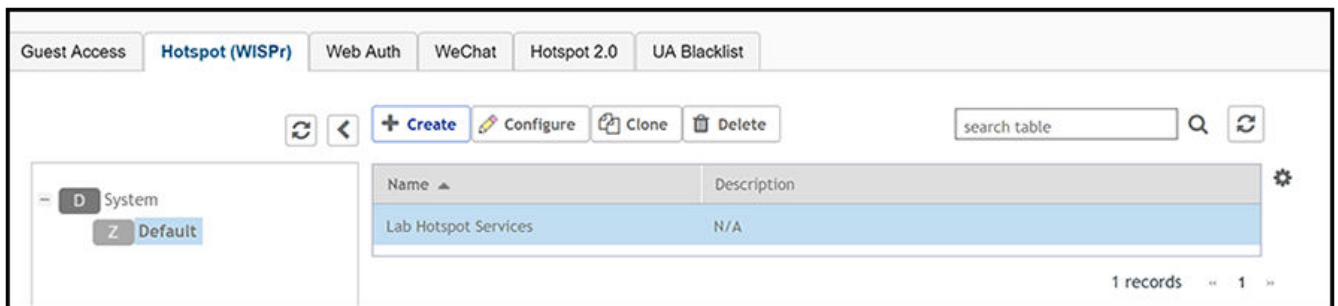 Guest Access Hotspot (WISPr) Web Auth WeChat Hotspot 2.0 UA Blacklist
Create Configure Clone Delete search table
D System
Z Default
Name Description
Lab Hotspot Services N/A
1 records « 1 »